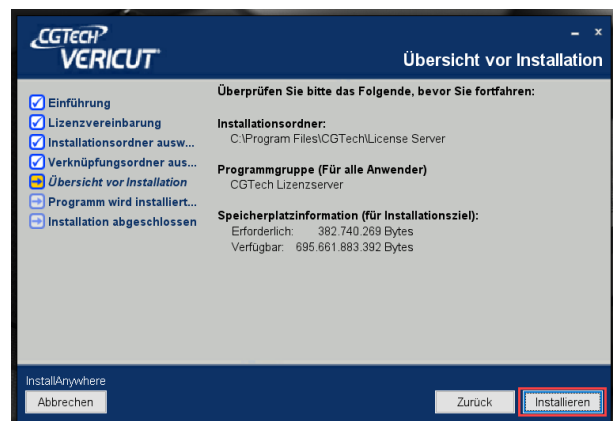 CGTECH
VERICUT
Übersicht vor Installation
Einführung
Lizenzvereinbarung
Installationsordner ausw...
Verknüpfungsordner aus...
Übersicht vor Installation
Programm wird installiert...
Installation abgeschlossen
Überprüfen Sie bitte das Folgende, bevor Sie fortfahren:
Installationsordner:
C:\Program Files\CGTech\License Server
Programmgruppe (Für alle Anwender)
CGTech Lizenzserver
Speicherplatzinformation (für Installationsziel):
Erforderlich: 382.740.269 Bytes
Verfügbar: 695.661.883.392 Bytes
InstallAnywhere
Abbrechen
Zurück
Installieren